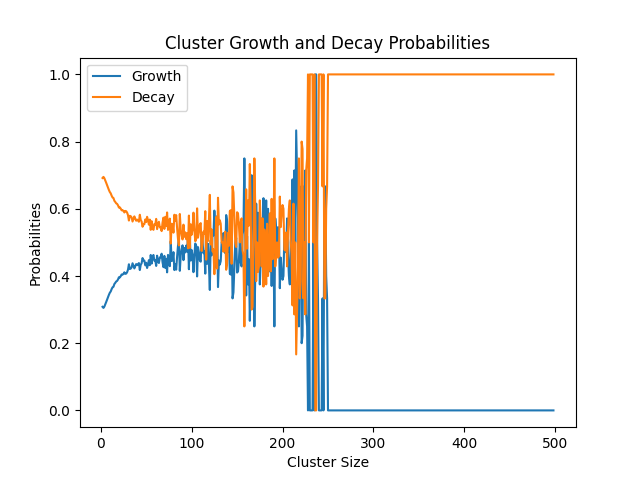 Cluster Growth and Decay Probabilities
Growth
Decay
Probabilities
1.0
0.8
0.6
0.4
0.2
0.0
0
100
200
300
400
500
Cluster Size